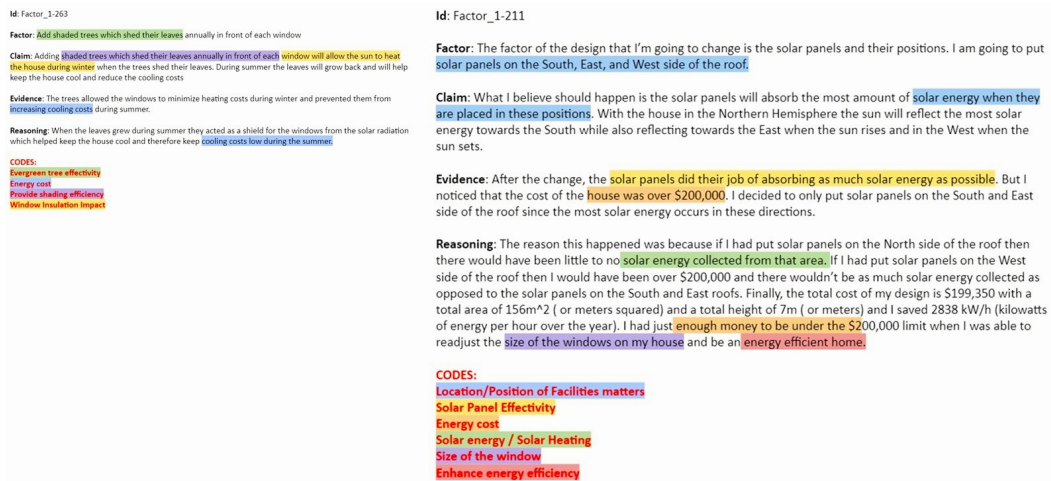 Id: Factor_1-263
Factor: Add shaded trees which shed their leaves annually in front of each window
Claim: Adding shaded trees which shed their leaves annually in front of each window will allow the sun to heat
the house during winter when the trees shed their leaves. During summer the leaves will grow back and will help
keep the house cool and reduce the cooling costs
Evidence: The trees allowed the windows to minimize heating costs during winter and prevented them from
increasing cooling costs during summer.
Reasoning: When the leaves grew during summer they acted as a shield for the windows from the solar radiation
which helped keep the house cool and therefore keep cooling costs low during the summer.
CODES:
Evergreen tree effectivity
Energy cost
Provide shading efficiency
Window Insulation Impact
Id: Factor_1-211
Factor: The factor of the design that I'm going to change is the solar panels and their positions. I am going to put
solar panels on the South, East, and West side of the roof.
Claim: What I believe should happen is the solar panels will absorb the most amount of solar energy when they
are placed in these positions. With the house in the Northern Hemisphere the sun will reflect the most solar
energy towards the South while also reflecting towards the East when the sun rises and in the West when the
sun sets.
Evidence: After the change, the solar panels did their job of absorbing as much solar energy as possible. But I
noticed that the cost of the house was over $200,000. I decided to only put solar panels on the South and East
side of the roof since the most solar energy occurs in these directions.
Reasoning: The reason this happened was because if I had put solar panels on the North side of the roof then
there would have been little to no solar energy collected from that area. If I had put solar panels on the West
side of the roof then I would have been over $200,000 and there wouldn't be as much solar energy collected as
opposed to the solar panels on the South and East roofs. Finally, the total cost of my design is $199,350 with a
total area of 156m^2 ( or meters squared) and a total height of 7m ( or meters) and I saved 2838 kW/h (kilowatts
of energy per hour over the year). I had just enough money to be under the $200,000 limit when I was able to
readjust the size of the windows on my house and be an energy efficient home.
CODES:
Location/Position of Facilities matters
Solar Panel Effectivity
Energy cost
Solar energy / Solar Heating
Size of the window
Enhance energy efficiency